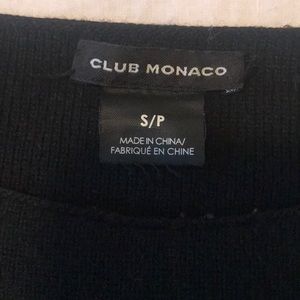 CLUB MONACO
S/P
MADE IN CHINA/
FABRIQUÉ EN CHINE